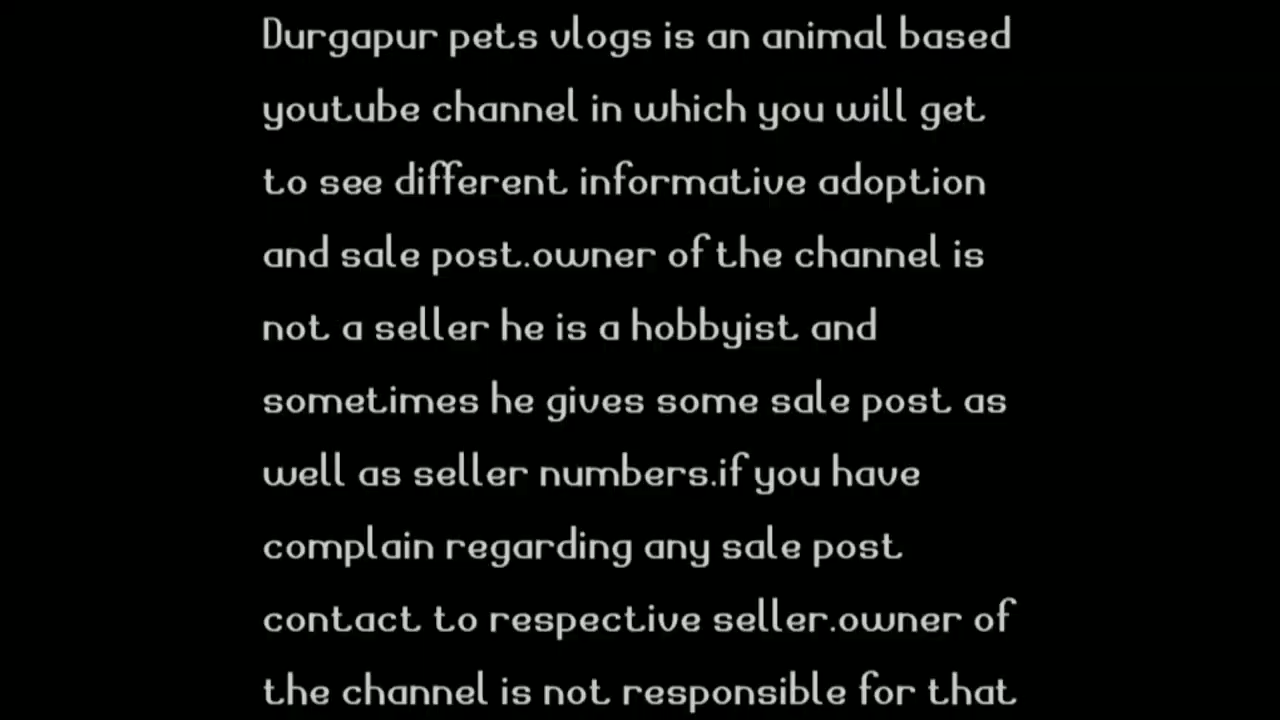 Durgapur pets vlogs is an animal based
youtube channel in which you will get
to see different informative adoption
and sale post.owner of the channel is
not a seller he is a hobbyist and
sometimes he gives some sale post as
well as seller numbers.if you have
complain regarding any sale post
contact to respective seller.owner of
the channel is not responsible for that